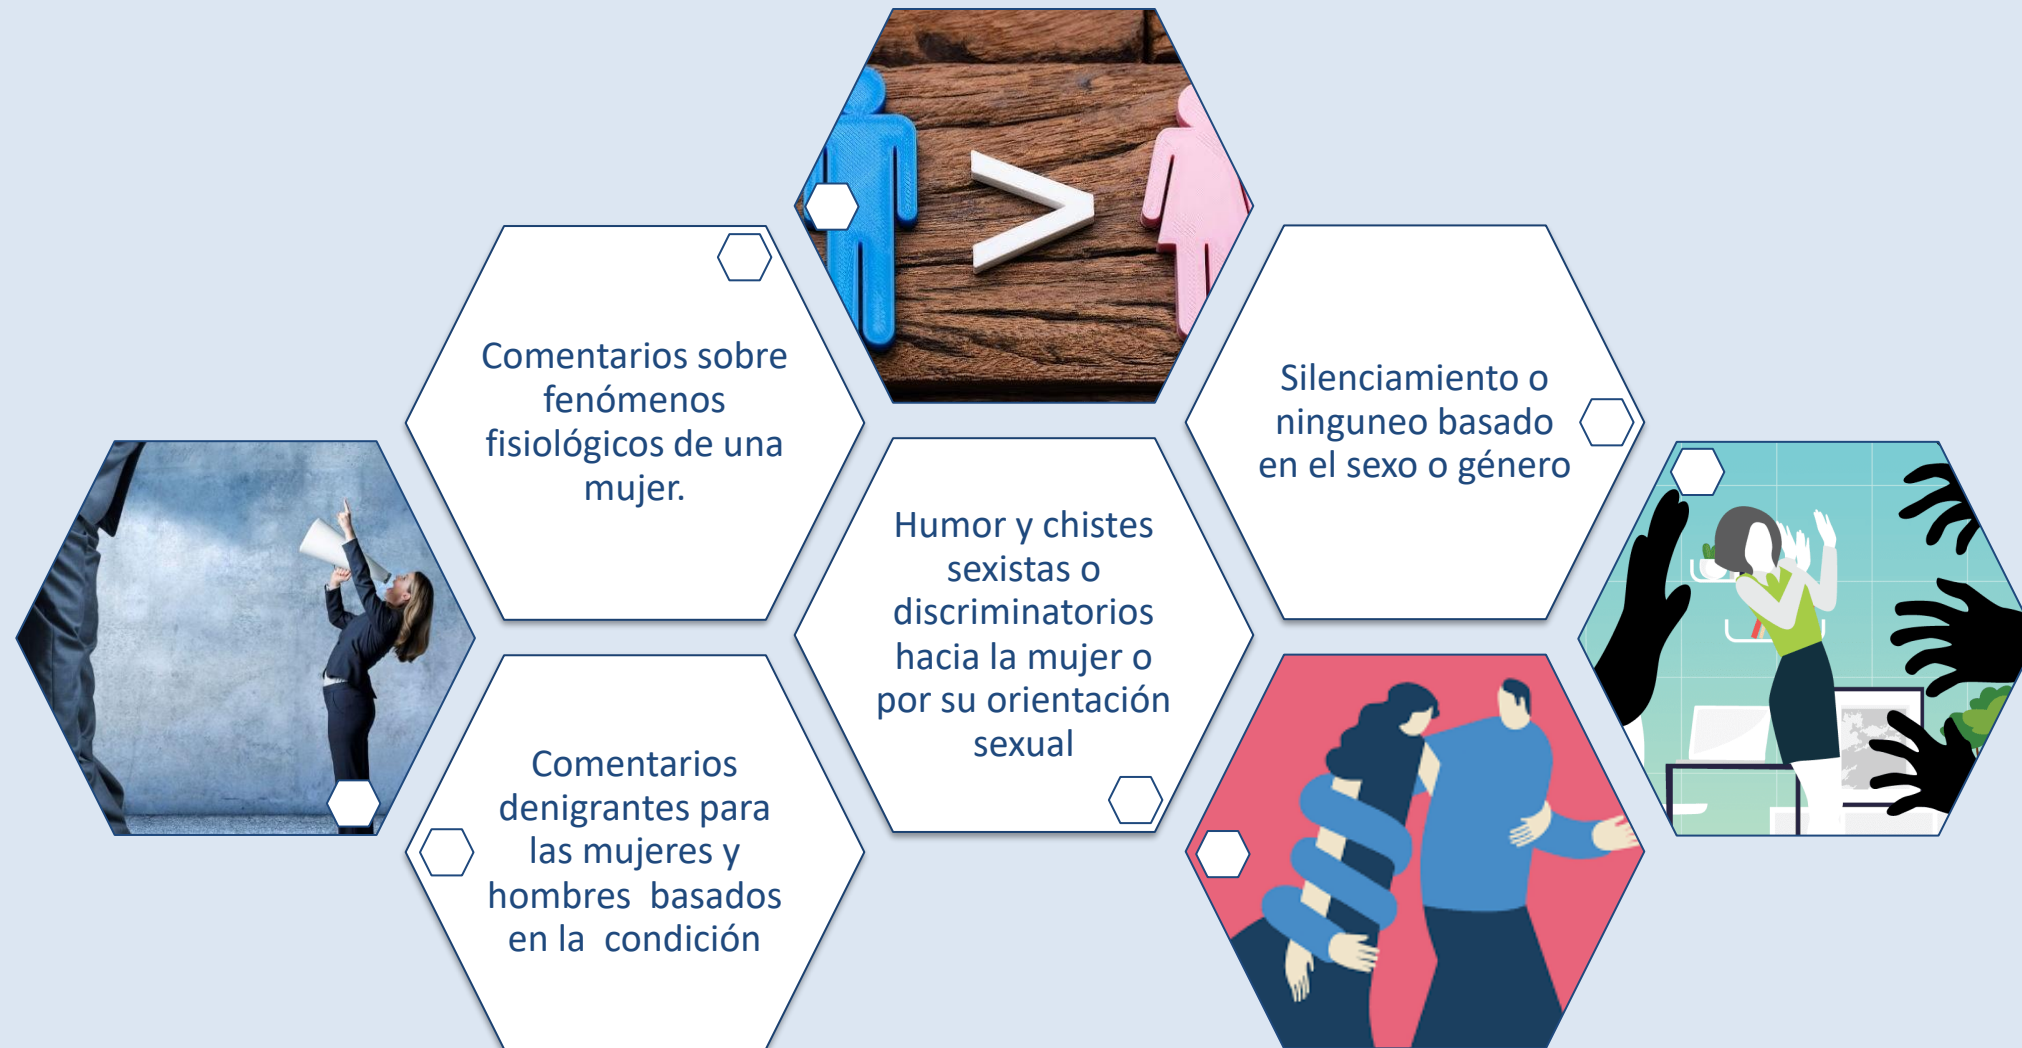 Comentarios sobre
fenómenos
fisiológicos de una
mujer.
Silenciamiento o
ninguneo basado
en el sexo o género
Humor y chistes
sexistas o
discriminatorios
hacia la mujer o
por su orientación
sexual
Comentarios
denigrantes para
las mujeres y
hombres  basados
en la  condición